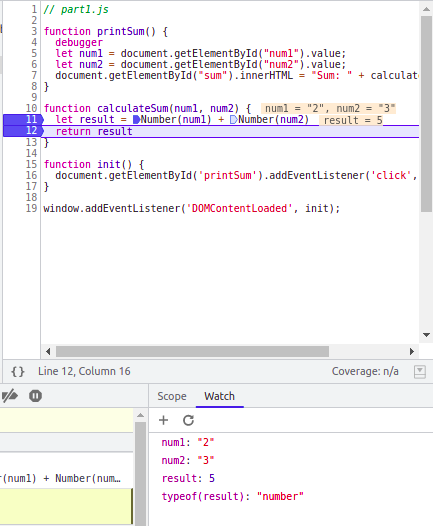 1 // part1.js
2
3 function printSum() {
4 debugger
5 let num1 = document.getElementById("num1").value;
6 let num2 = document.getElementById("num2").value;
7 document.getElementById("sum").innerHTML = "Sum: " + calculate
8 }
9
10 function calculateSum(num1, num2) { num1 = "2", num2 = "3"
11 let result = Number(num1) + Number(num2) result = 5
12 return result
13 }
14
15 function init() {
16 document.getElementById('printSum').addEventListener('click',
17 }
18
19 window.addEventListener('DOMContentLoaded', init);
{} Line 12, Column 16 Coverage: n/a
Scope Watch
num1: "2"
num2: "3"
r(num1) + Number(num…
result: 5
typeof(result): "number"